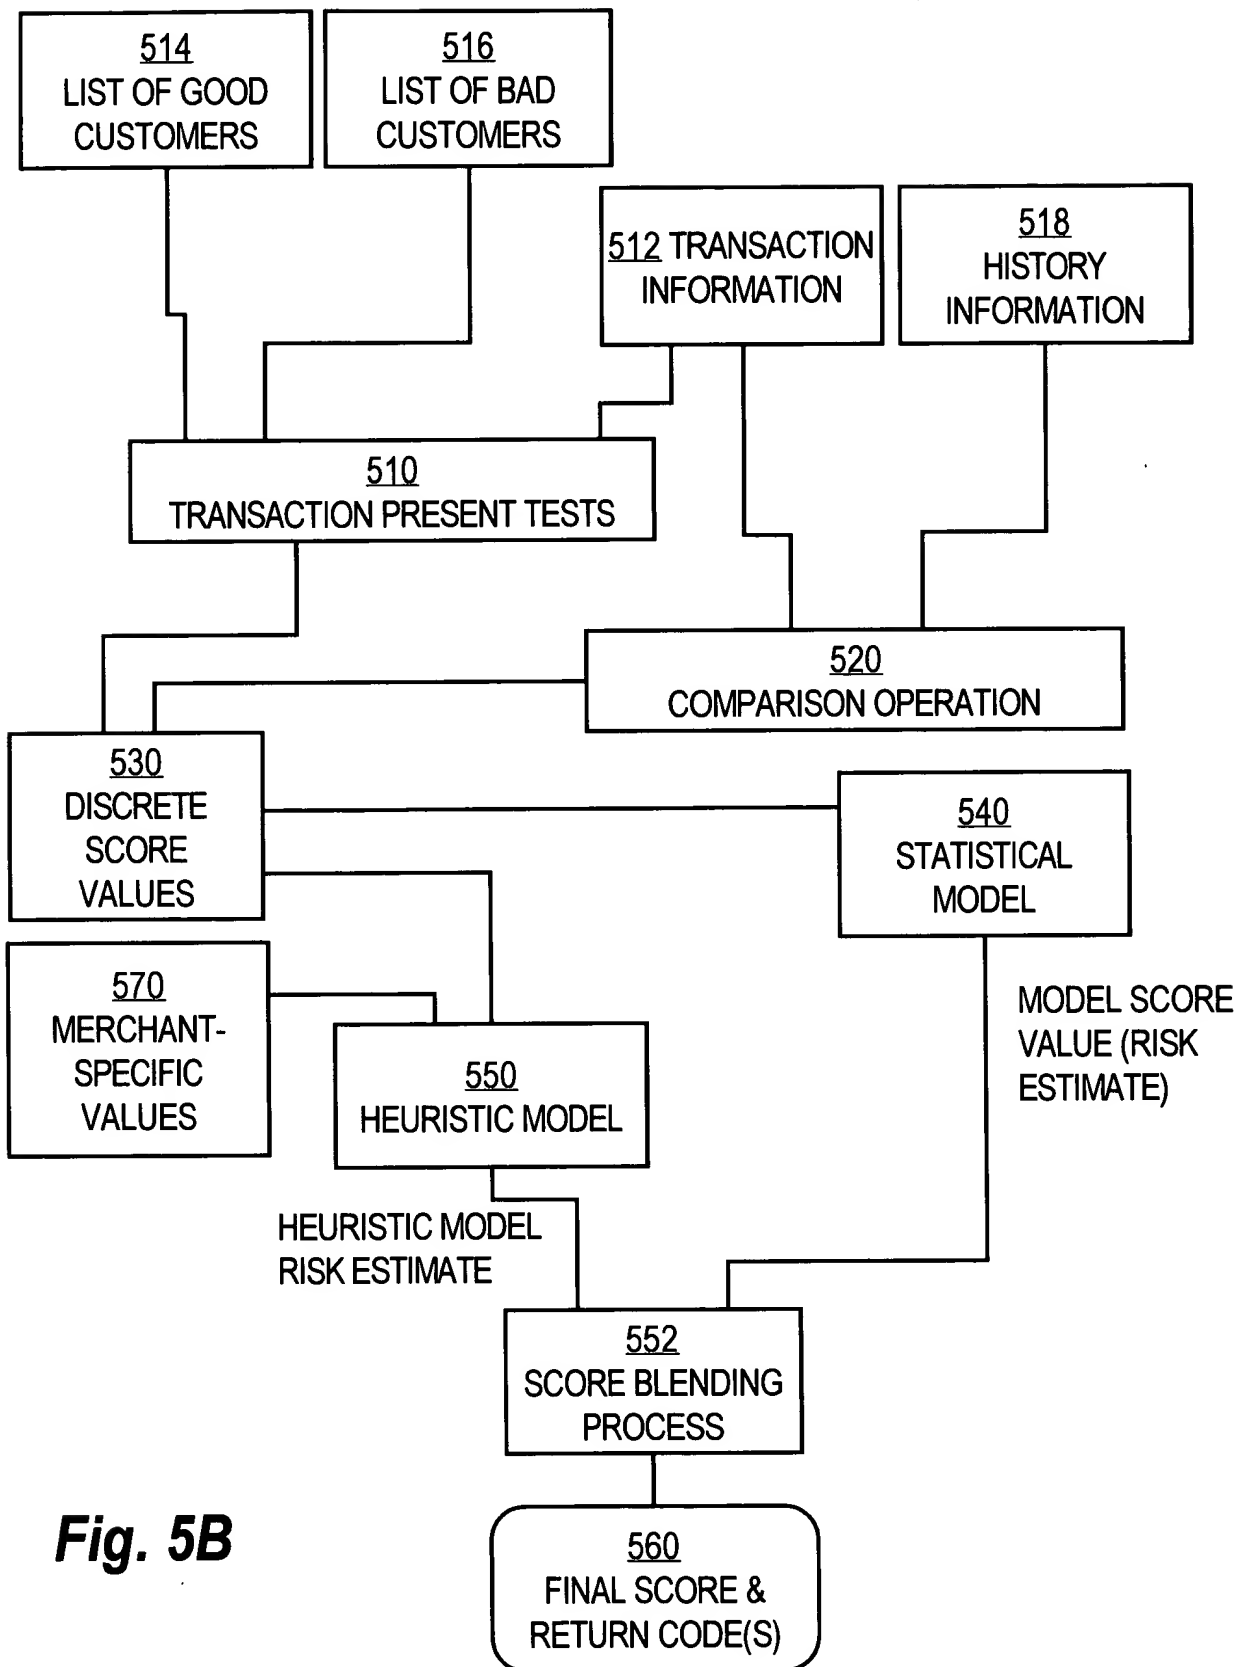 514
LIST OF GOOD
CUSTOMERS
516
LIST OF BAD
CUSTOMERS
512 TRANSACTION
INFORMATION
518
HISTORY
INFORMATION
510
TRANSACTION PRESENT TESTS
520
COMPARISON OPERATION
530
DISCRETE
SCORE
VALUES
540
STATISTICAL
MODEL
570
MERCHANT-
SPECIFIC
VALUES
550
HEURISTIC MODEL
MODEL SCORE
VALUE (RISK
ESTIMATE)
HEURISTIC MODEL
RISK ESTIMATE
552
SCORE BLENDING
PROCESS
560
FINAL SCORE &
RETURN CODE(S)
Fig. 5B